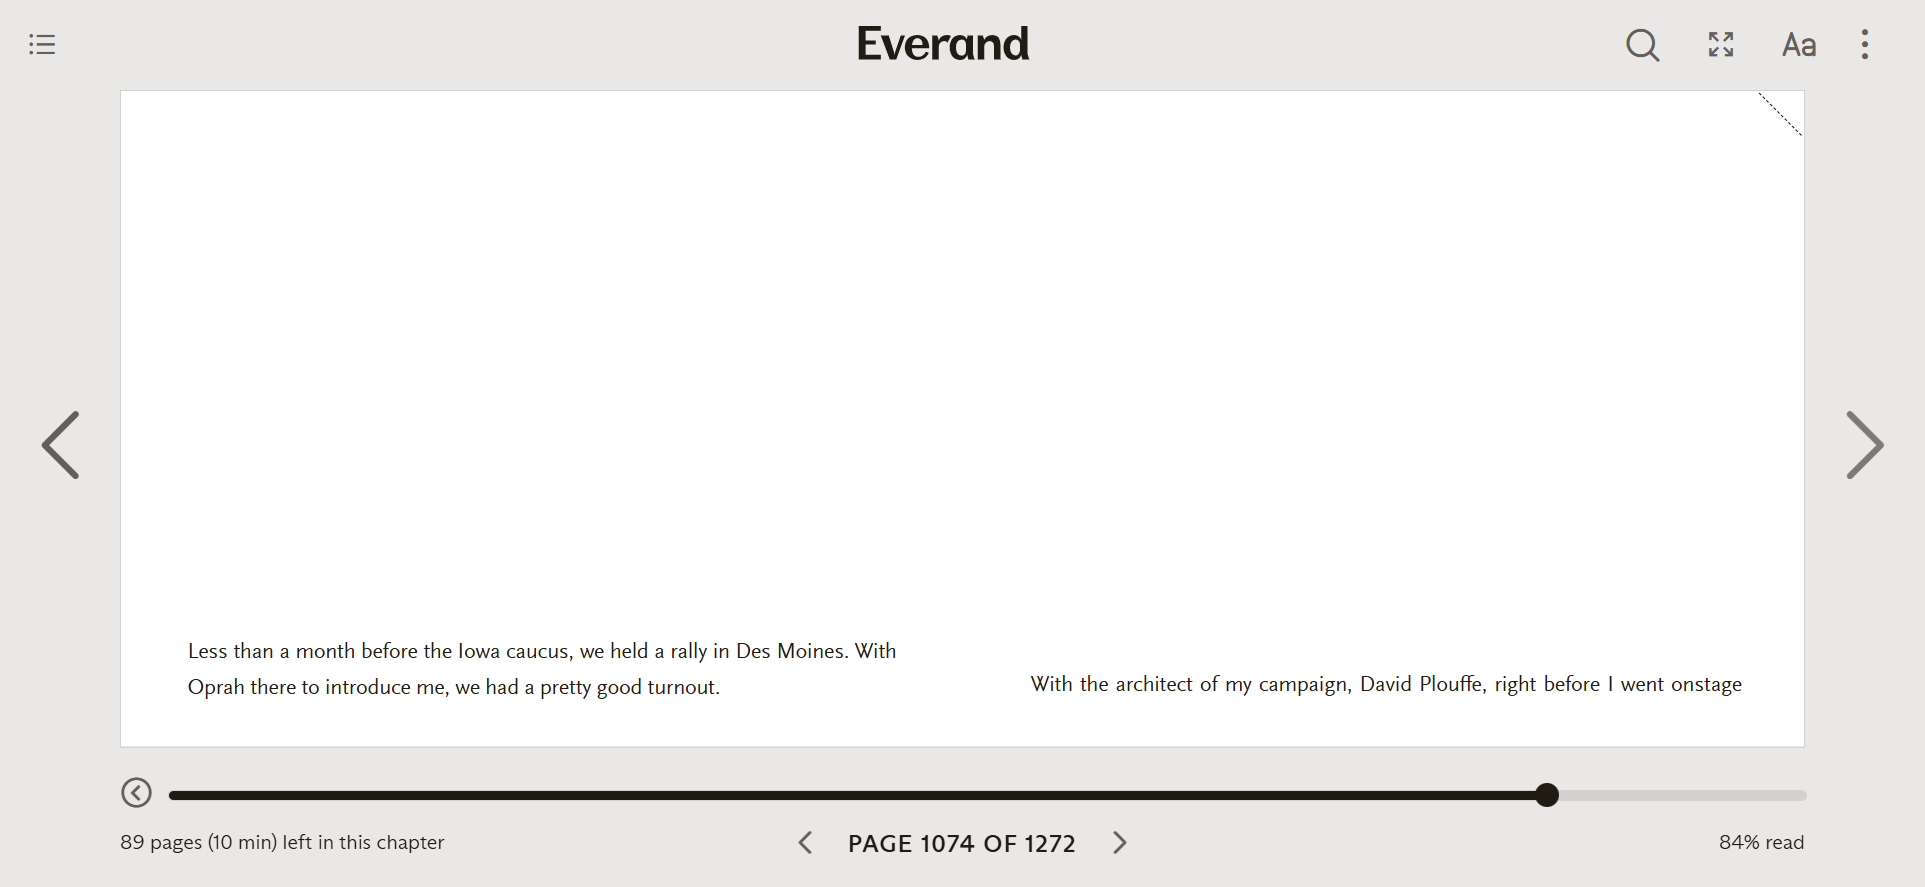 Everand
Aa
Less than a month before the Iowa caucus, we held a rally in Des Moines. With
Oprah there to introduce me, we had a pretty good turnout.
With the architect of my campaign, David Plouffe, right before I went onstage
89 pages (10 min) left in this chapter
PAGE 1074 OF 1272
84% read